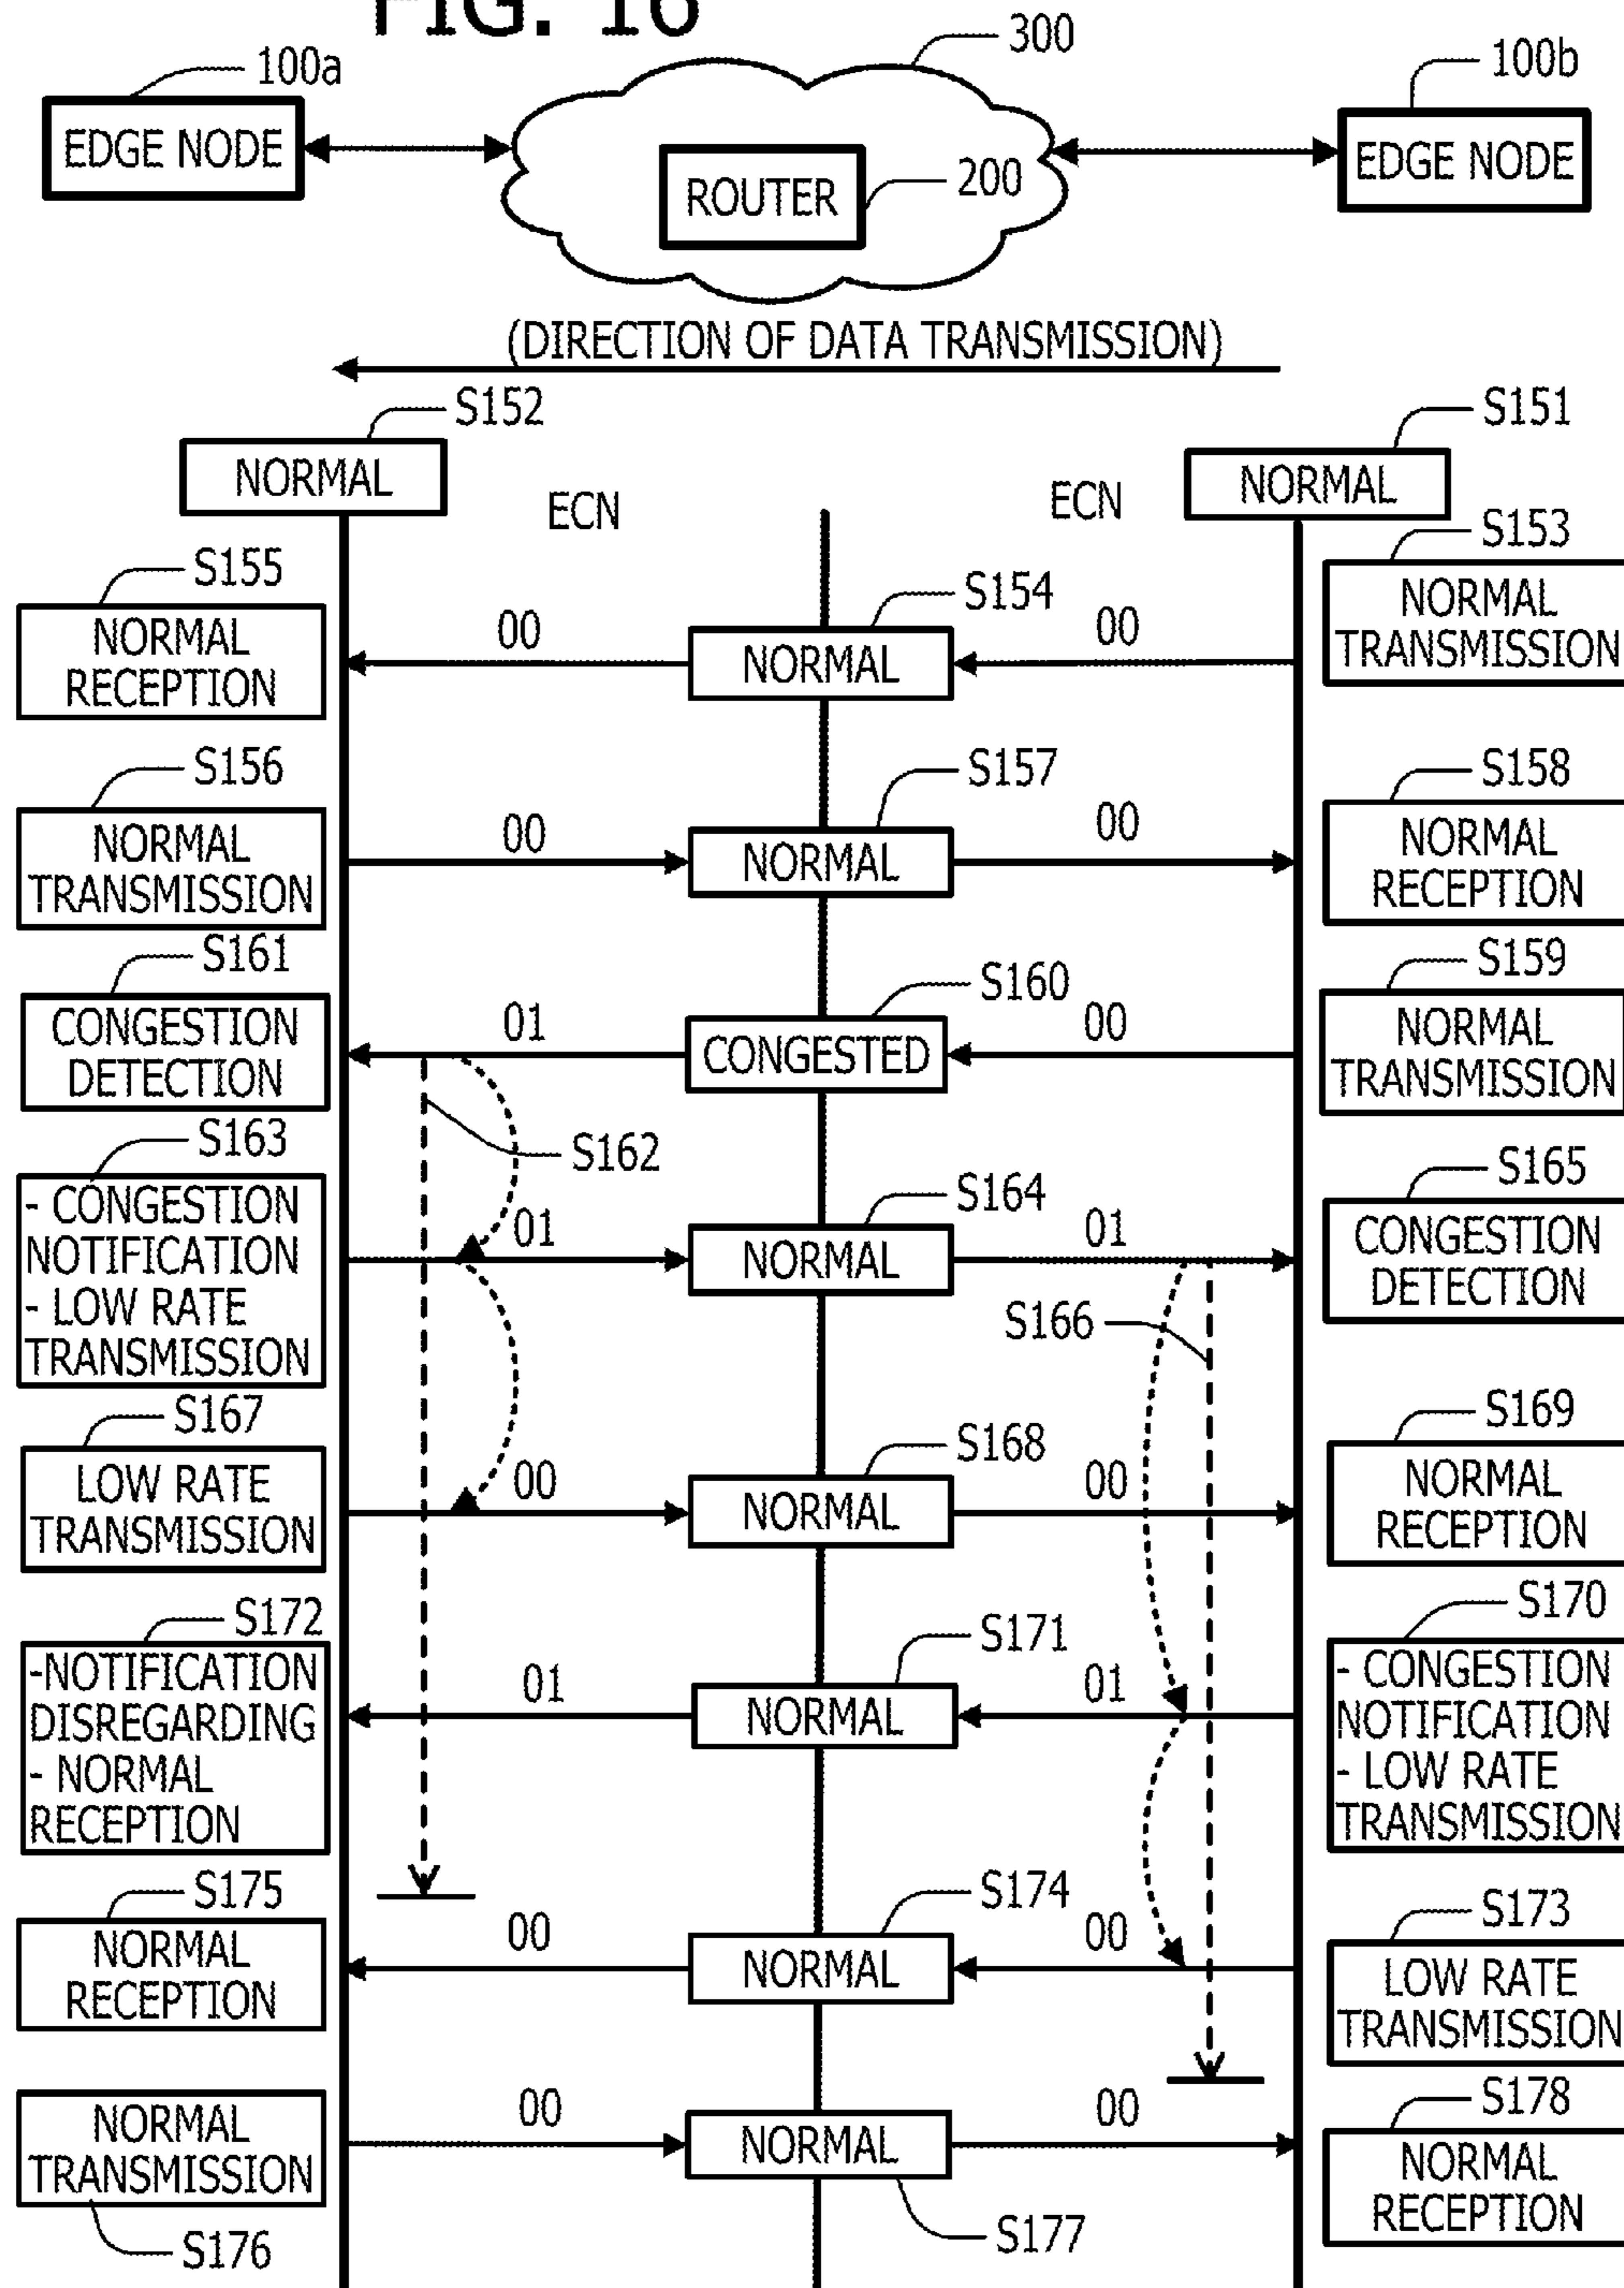 FIG. 16
300
100a
100b
EDGE NODE
EDGE NODE
ROUTER
200
(DIRECTION OF DATA TRANSMISSION)
S152
S151
NORMAL
NORMAL
ECN
ECN
S153
S155
S154
NORMAL
TRANSMISSION
NORMAL
RECEPTION
00
NORMAL
00
S156
S157
S158
NORMAL
TRANSMISSION
00
NORMAL
00
NORMAL
RECEPTION
S161
S160
S159
CONGESTION
DETECTION
01
CONGESTED
00
NORMAL
TRANSMISSION
S163
S162
S165
- CONGESTION
NOTIFICATION
- LOW RATE
TRANSMISSION
01
S164
NORMAL
01
CONGESTION
DETECTION
S166
S167
S168
S169
LOW RATE
TRANSMISSION
00
NORMAL
00
NORMAL
RECEPTION
S172
S171
S170
-NOTIFICATION
DISREGARDING
- NORMAL
RECEPTION
01
NORMAL
01
- CONGESTION
NOTIFICATION
- LOW RATE
TRANSMISSION
S175
S174
S173
NORMAL
RECEPTION
00
NORMAL
00
LOW RATE
TRANSMISSION
S178
NORMAL
TRANSMISSION
00
NORMAL
00
NORMAL
RECEPTION
S176
S177